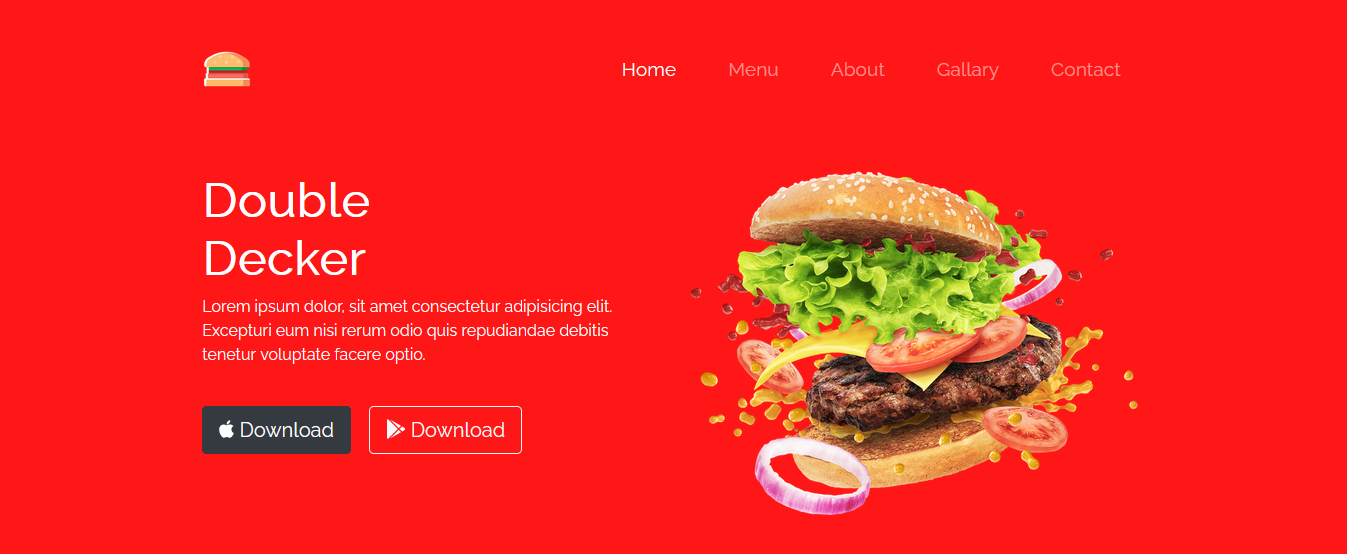 Home Menu About Gallary Contact
Double
Decker
Lorem ipsum dolor, sit amet consectetur adipisicing elit.
Excepturi eum nisi rerum odio quis repudiandae debitis
tenetur voluptate facere optio.
Download Download